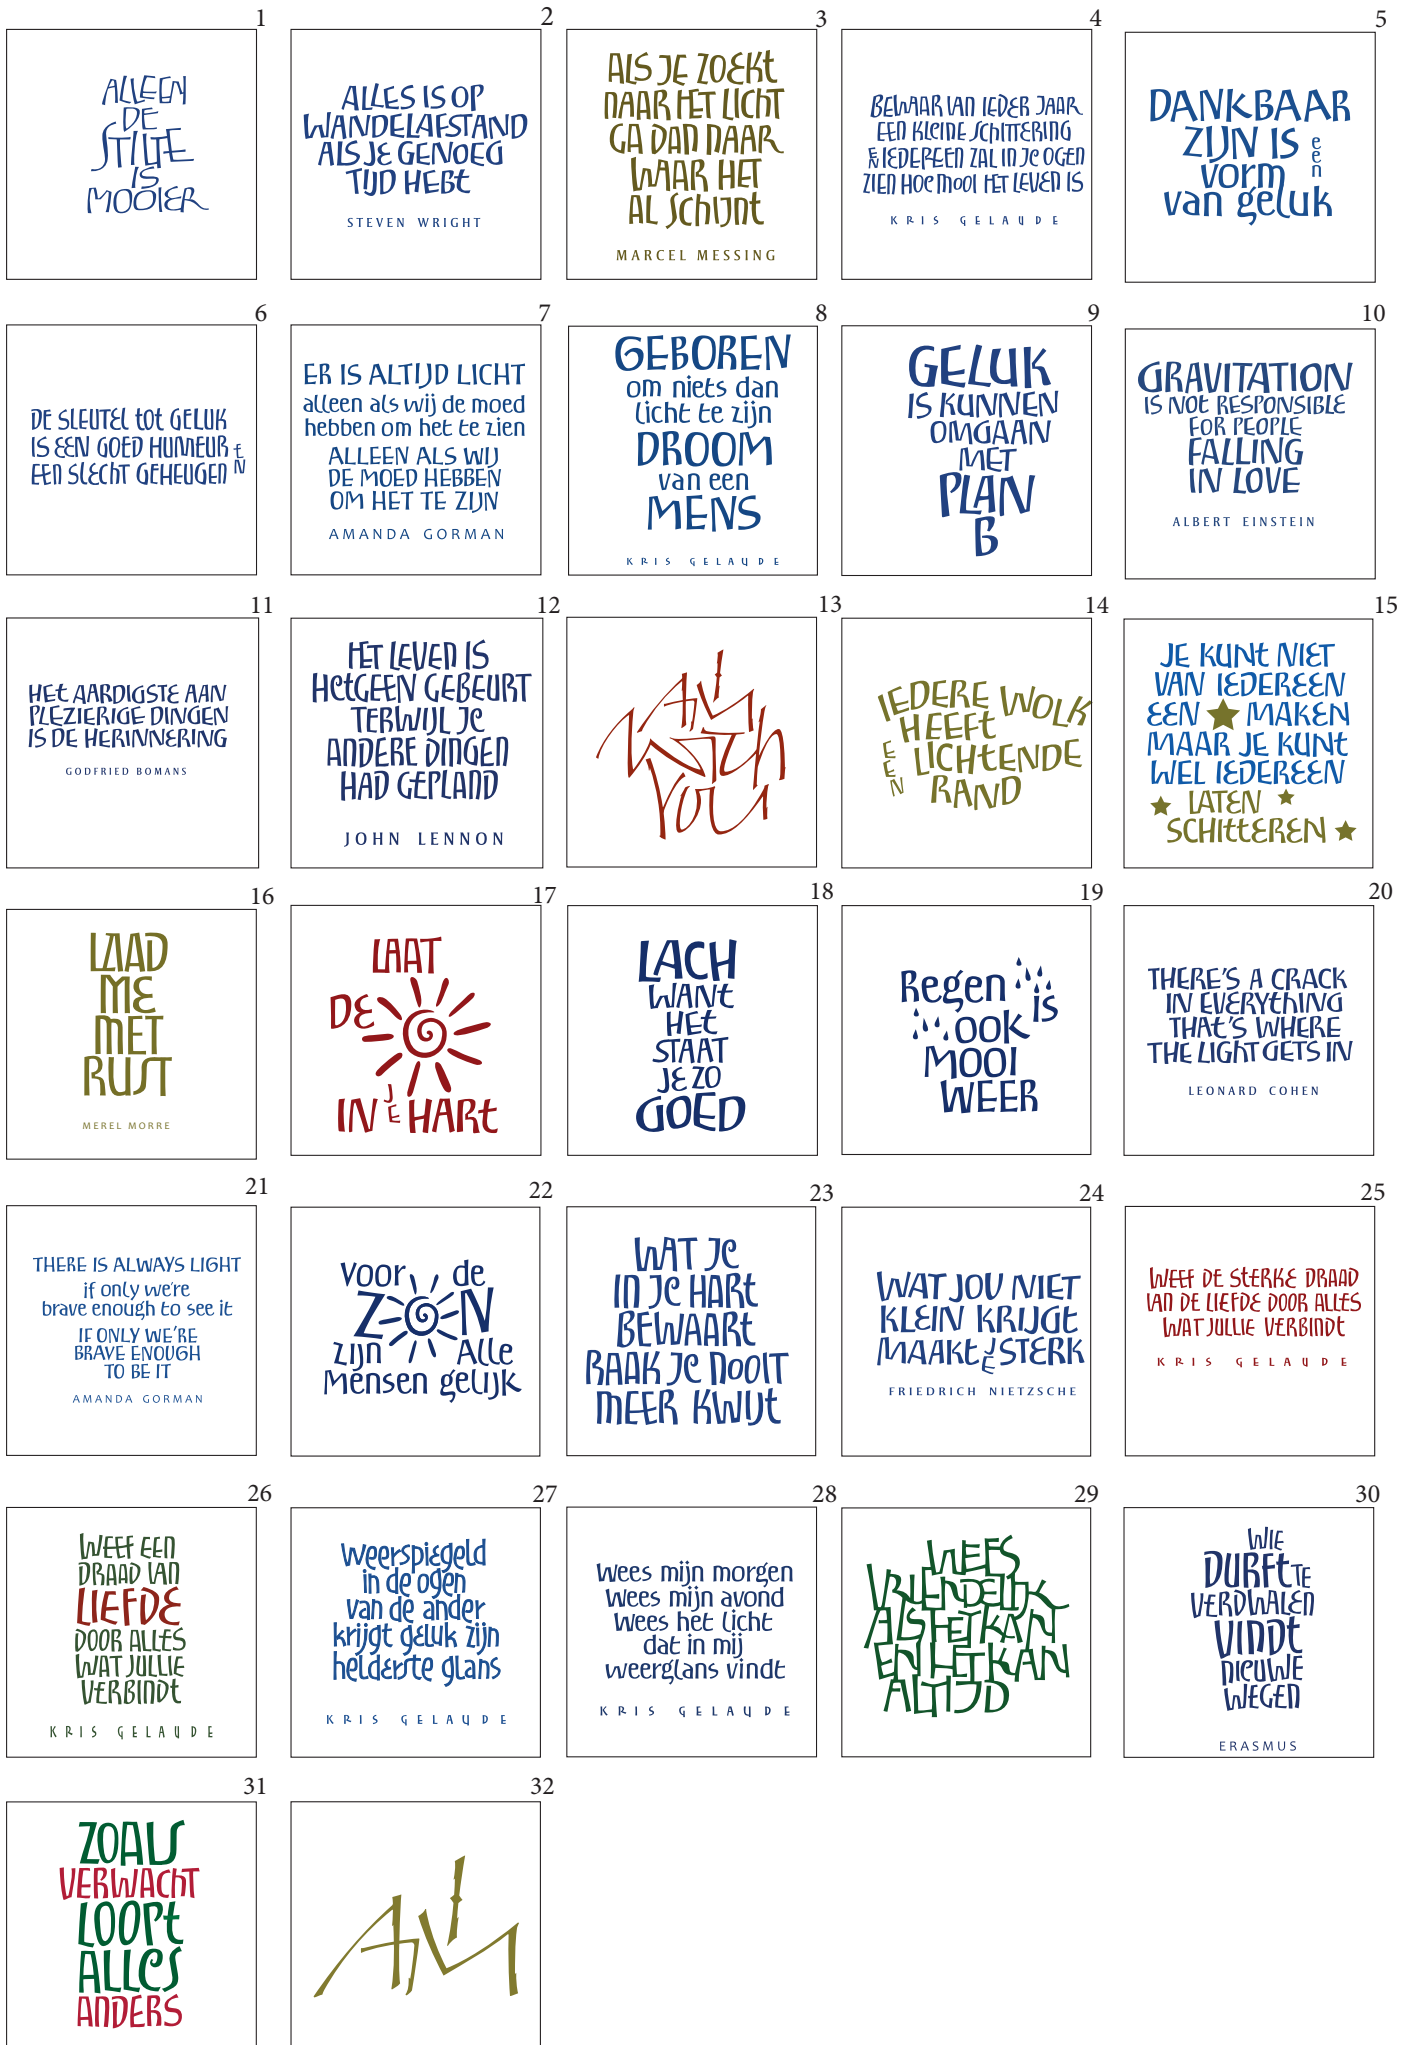 1
ALLEEN
DE
STILTE
IS
MOOIER
2
ALLES IS OP
WANDELAFSTAND
ALS JE GENOEG
TIJD HEBt
STEVEN WRIGHT
3
ALS JE ZOEKt
NAAR HET LICHT
GA DAN NAAR
WAAR HET
AL SchIJnt
MARCEL MESSING
4
BEWAAR VAN IEDER JAAR
EEN KLEINE SchITTERING
EN IEDEREEN ZAL IN Je OGEN
ZIEN HOE MOOI HET LEVEN IS
KRIS GELAUDE
5
DANKBAAR
ZIJN IS een
vorm
van geluk
6
DE SLEUTEL tOt GELUK
IS EEN GOED HUMEUR EN
EEN SLECHT GEHEUGEN
7
ER IS ALTIJD LICHT
alleen als wij de moed
hebben om het te zien
ALLEEN ALS WIJ
DE MOED HEBBEN
OM HET TE ZIJN
AMANDA GORMAN
8
GEBOREN
om niets dan
licht te zijn
DROOM
van een
MENS
KRIS GELAUDE
9
GELUK
IS KUNNEN
OMGAAN
MET
PLAN
B
10
GRAVITATION
IS NOt RESPONSIBLE
FOR PEOPLE
FALLING
IN LOVE
ALBERT EINSTEIN
11
HEt AARDIGSTE AAN
PLEZIERIGE DINGEN
IS DE HERINNERING
GODFRIED BOMANS
12
HET LEVEN IS
HEtGEEN GEBEURT
TERWIJL Je
ANDERE DINGEN
HAD GEPLAND
JOHN LENNON
13
14
IEDERE WOLK
HEEFt
EEN LICHtENDE
RAND
15
JE KUNt NIET
VAN IEDEREEN
EEN ★ MAKEN
MAAR JE KUNt
WEL IEDEREEN
★ LATEN ★
SCHIttEREN ★
16
LAAD
ME
MET
RUST
MEREL MORRE
17
LAAT
DE
IN JE HARt
18
LACH
WANt
HEt
STAAT
JE ZO
GOED
19
Regen
IS
OOK
MOOI
WEER
20
THERE'S A CRACK
IN EVERYtHING
THAt'S WHERE
THE LIGHt GETS IN
LEONARD COHEN
21
THERE IS ALWAYS LIGHT
if only we're
brave enough to see it
IF ONLY WE'RE
BRAVE ENOUGH
TO BE IT
AMANDA GORMAN
22
voor de
Z N
zijn Alle
Mensen gelijk
23
WAT Je
IN Je HARt
BEWAARt
RAAK Je NOOIT
MEER KWIJt
24
WAT JOU NIET
KLEIN KRIJGt
MAAKt JE STERK
FRIEDRICH NIETZSCHE
25
WEEF DE STERKE DRAAD
VAN DE LIEFDE DOOR ALLES
WAT JULLIE VERBINDt
KRIS GELAUDE
26
WEEF EEN
DRAAD VAN
LIEFDE
DOOR ALLES
WAT JULLIE
VERBINDt
KRIS GELAUDE
27
weerspiegeld
in de ogen
van de ander
krijgt geluk zijn
helderste glans
KRIS GELAUDE
28
wees mijn morgen
wees mijn avond
wees het licht
dat in mij
weerglans vindt
KRIS GELAUDE
29
WEES
VRIENDELIJK
ALS HET KAN
EN HET KAN
ALTIJD
30
WIE
DURFt TE
VERDWALEN
VINDt
NIEUWE
WEGEN
ERASMUS
31
ZOALS
VERWACHT
LOOPt
ALLeS
ANDERS
32